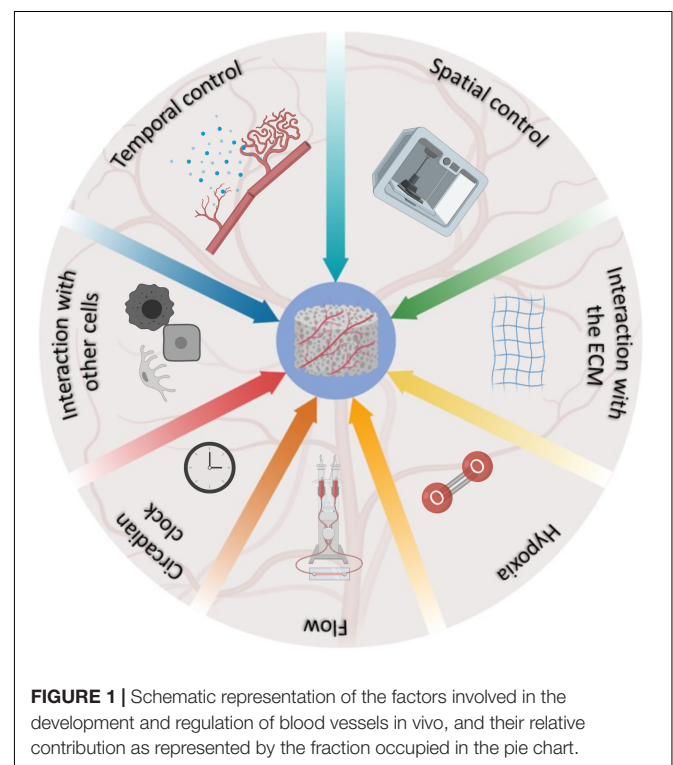 Temporal control
Spatial control
Interaction with
the ECM
Hypoxia
Flow
Circadian
clock
Interaction with
other cells
O
O
FIGURE 1 | Schematic representation of the factors involved in the
development and regulation of blood vessels in vivo, and their relative
contribution as represented by the fraction occupied in the pie chart.